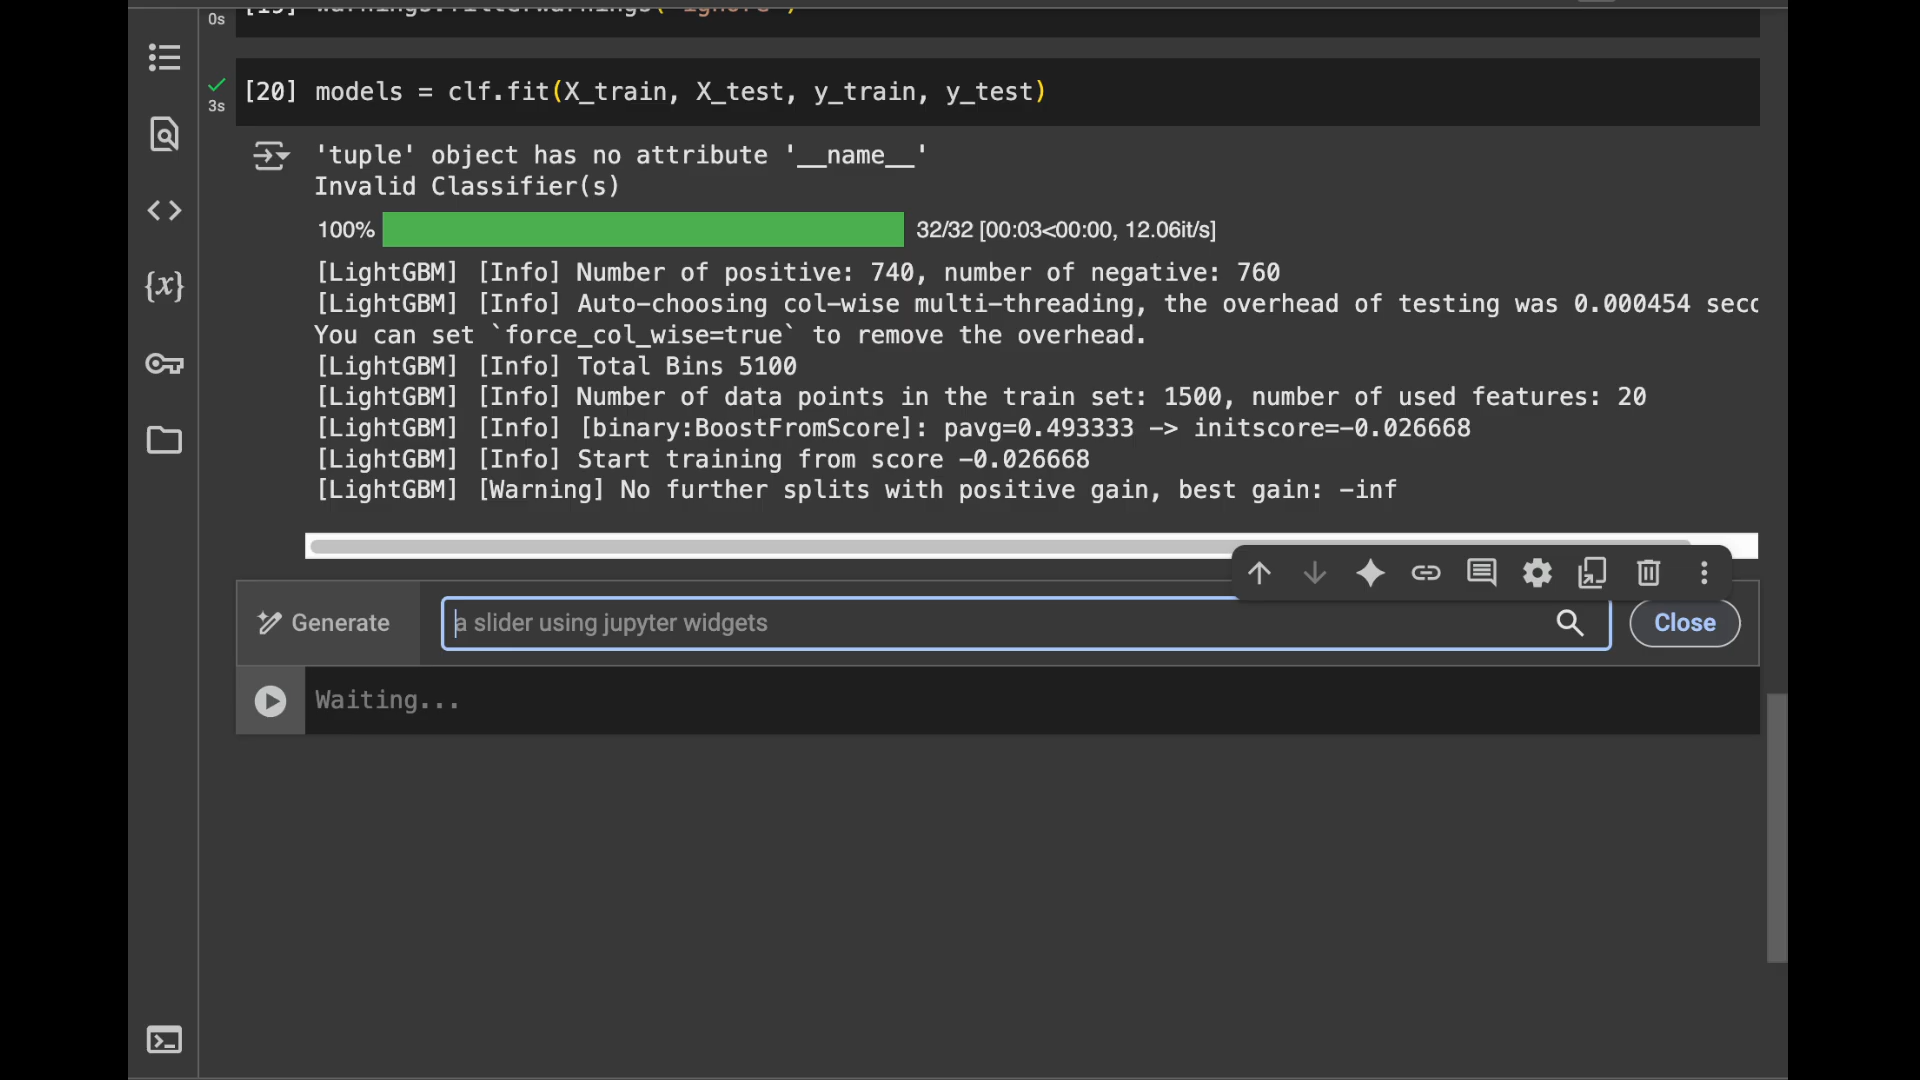 0s
[19] warnings.filterwarnings('ignore')
[20] models = clf.fit(X_train, X_test, y_train, y_test)
3s
'tuple' object has no attribute '__name__'
Invalid Classifier(s)
100% 32/32 [00:03<00:00, 12.06it/s]
[LightGBM] [Info] Number of positive: 740, number of negative: 760
[LightGBM] [Info] Auto-choosing col-wise multi-threading, the overhead of testing was 0.000454 secc
You can set `force_col_wise=true` to remove the overhead.
[LightGBM] [Info] Total Bins 5100
[LightGBM] [Info] Number of data points in the train set: 1500, number of used features: 20
[LightGBM] [Info] [binary:BoostFromScore]: pavg=0.493333 -> initscore=-0.026668
[LightGBM] [Info] Start training from score -0.026668
[LightGBM] [Warning] No further splits with positive gain, best gain: -inf
Generate
a slider using jupyter widgets
Close
Waiting...